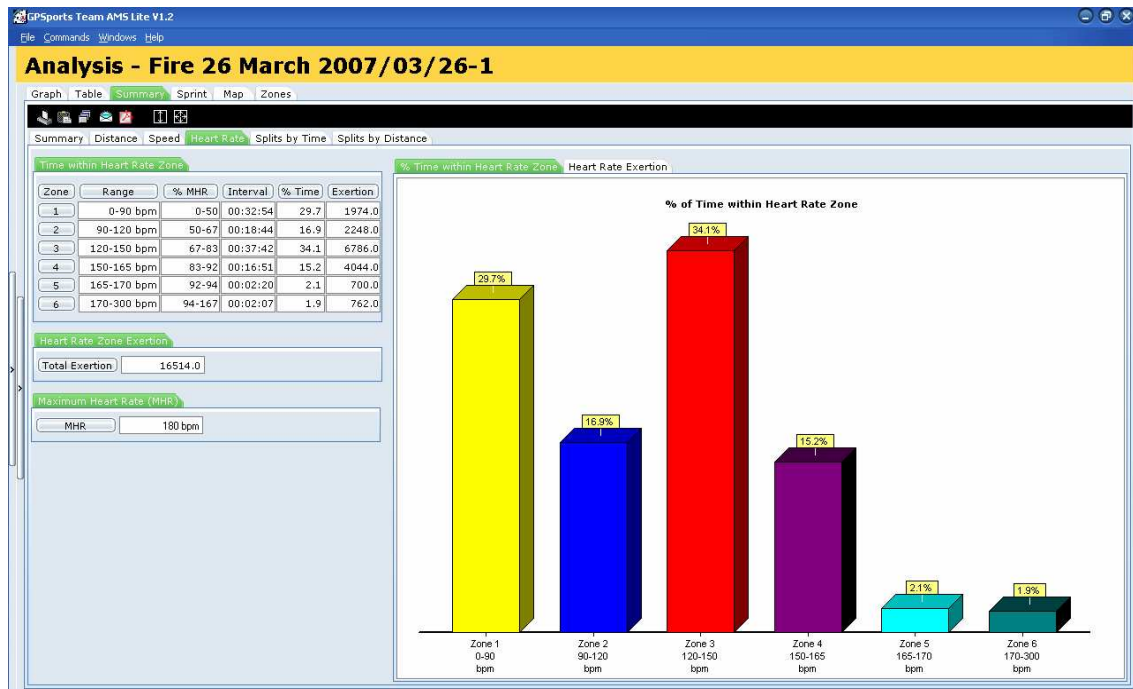 GPSports Team AMS Lite V1.2
File Commands Windows Help
Analysis - Fire 26 March 2007/03/26-1
Graph Table Summary Sprint Map Zones
Summary Distance Speed Heart Rate Splits by Time Splits by Distance
Time within Heart Rate Zone
Zone Range % MHR Interval % Time Exertion
1 0-90 bpm 0-50 00:32:54 29.7 1974.0
2 90-120 bpm 50-67 00:18:44 16.9 2248.0
3 120-150 bpm 67-83 00:37:42 34.1 6786.0
4 150-165 bpm 83-92 00:16:51 15.2 4044.0
5 165-170 bpm 92-94 00:02:20 2.1 700.0
6 170-300 bpm 94-167 00:02:07 1.9 762.0
Heart Rate Zone Exertion
Total Exertion 16514.0
Maximum Heart Rate (MHR)
MHR 180 bpm
% Time within Heart Rate Zone Heart Rate Exertion
% of Time within Heart Rate Zone
29.7% 16.9% 34.1% 15.2% 2.1% 1.9%
Zone 1 Zone 2 Zone 3 Zone 4 Zone 5 Zone 6
0-90 90-120 120-150 150-165 165-170 170-300
bpm bpm bpm bpm bpm bpm